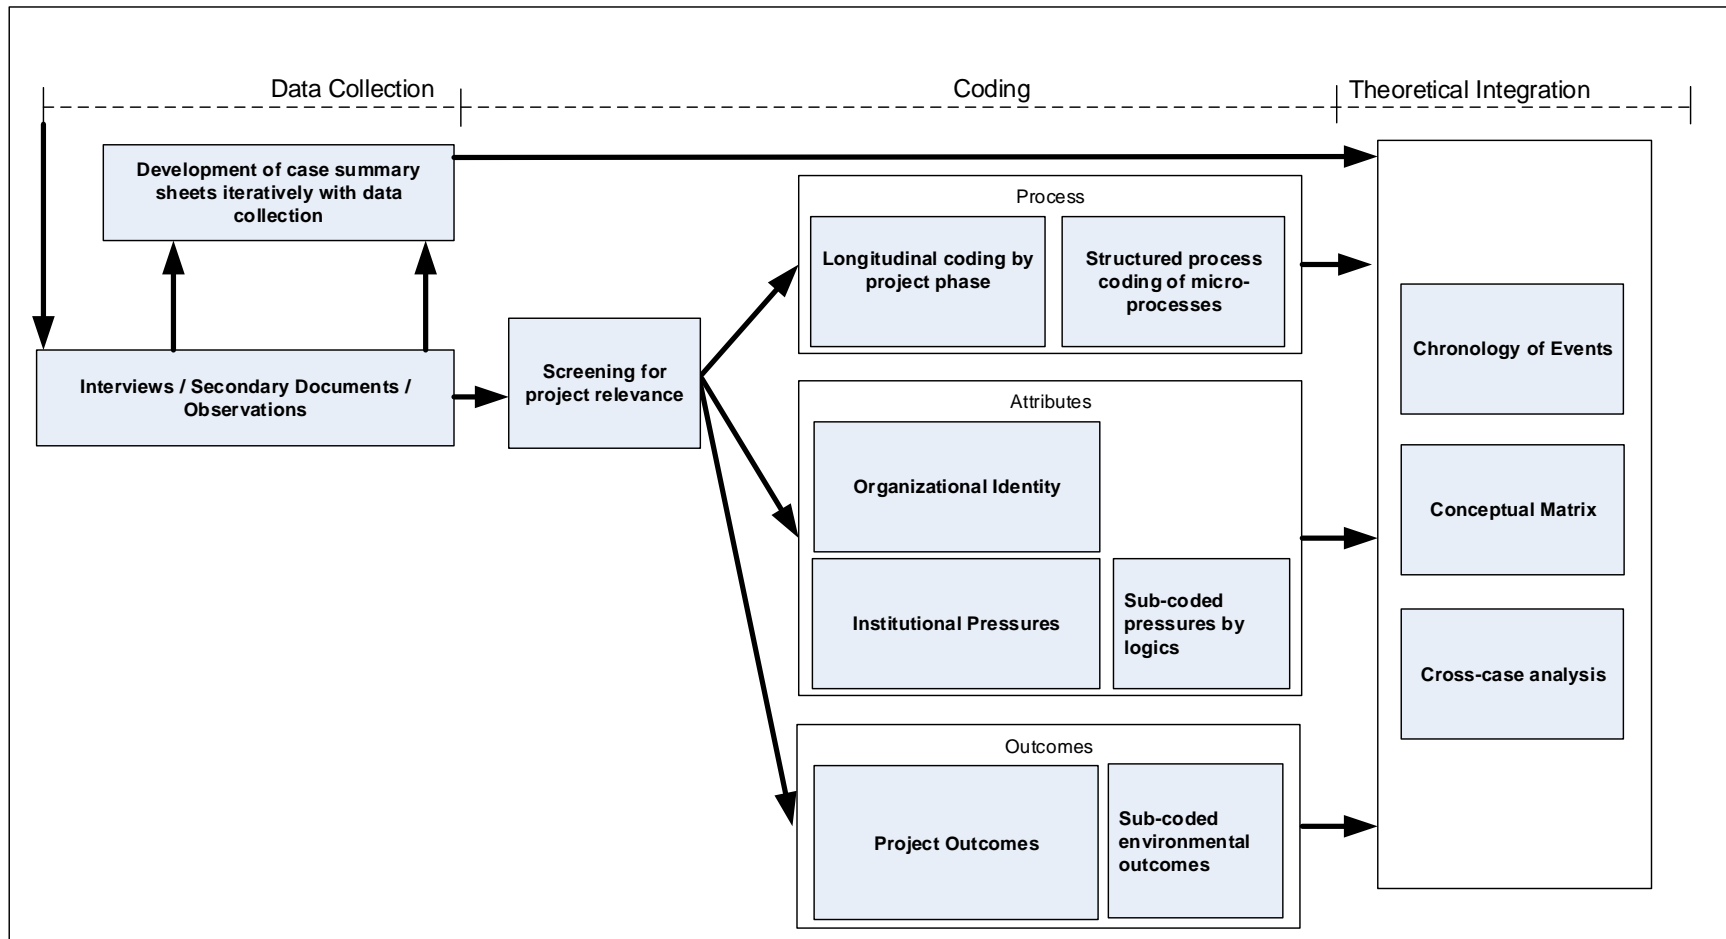 Data Collection
Coding
Theoretical Integration
Development of case summary
sheets iteratively with data
collection
Interviews / Secondary Documents /
Observations
Screening for
project relevance
Process
Longitudinal coding by
project phase
Structured process
coding of micro-
processes
Attributes
Organizational Identity
Institutional Pressures
Sub-coded
pressures by
logics
Outcomes
Project Outcomes
Sub-coded
environmental
outcomes
Chronology of Events
Conceptual Matrix
Cross-case analysis